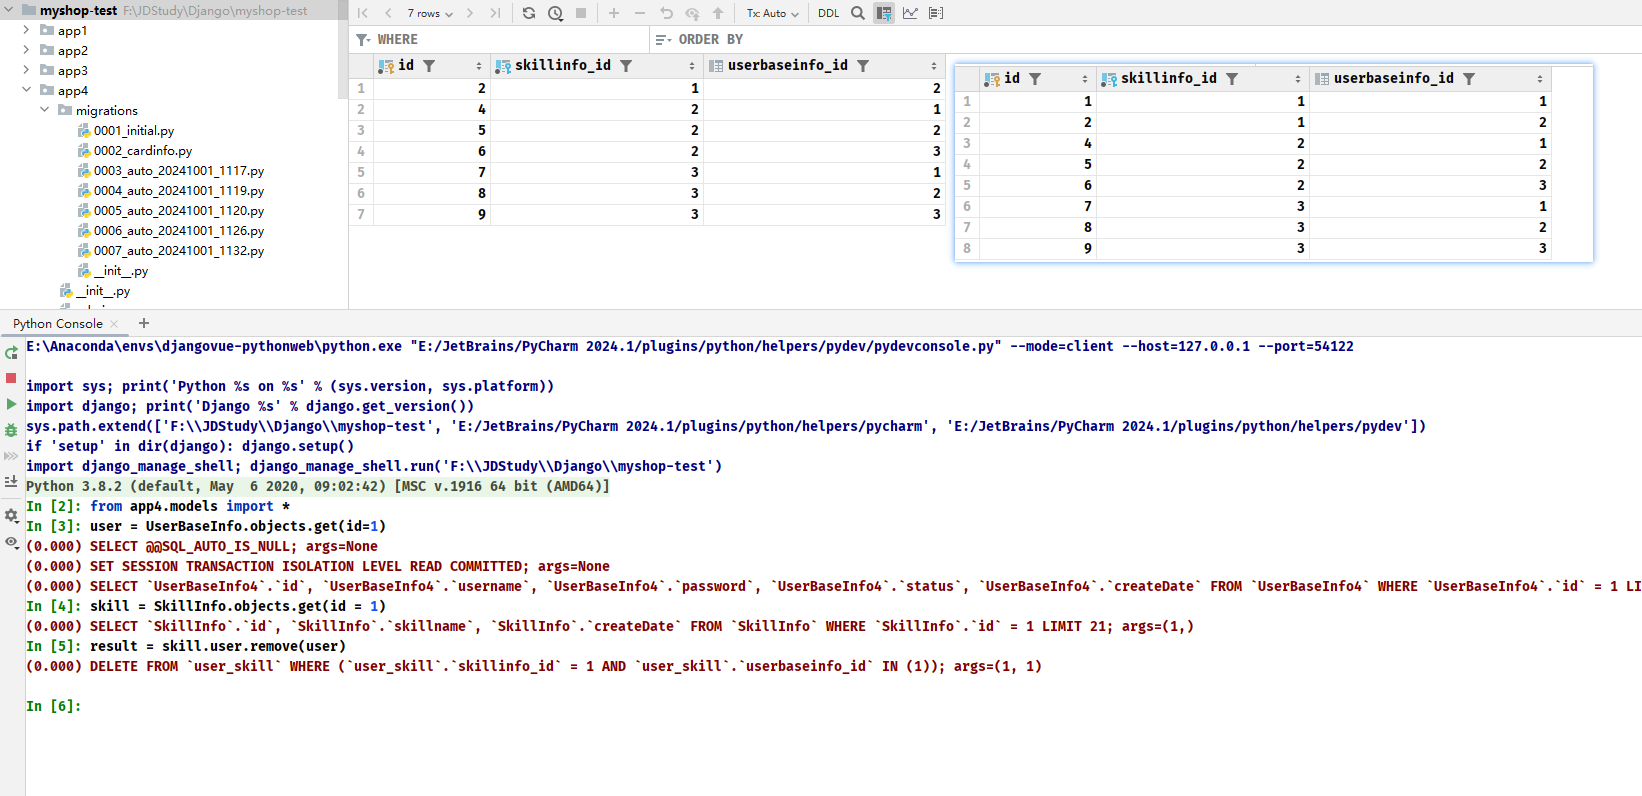 myshop-test F:\JDStudy\Django\myshop-test
app1
app2
app3
app4
migrations
0001_initial.py
0002_cardinfo.py
0003_auto_20241001_1117.py
0004_auto_20241001_1119.py
0005_auto_20241001_1120.py
0006_auto_20241001_1126.py
0007_auto_20241001_1132.py
__init__.py
__init__.py
7 rows Tx: Auto DDL
WHERE ORDER BY
id skillinfo_id userbaseinfo_id
1 2 1 2
2 4 2 1
3 5 2 2
4 6 2 3
5 7 3 1
6 8 3 2
7 9 3 3
id skillinfo_id userbaseinfo_id
1 1 1 1
2 2 1 2
3 4 2 1
4 5 2 2
5 6 2 3
6 7 3 1
7 8 3 2
8 9 3 3
Python Console
E:\Anaconda\envs\djangovue-pythonweb\python.exe "E:/JetBrains/PyCharm 2024.1/plugins/python/helpers/pydev/pydevconsole.py" --mode=client --host=127.0.0.1 --port=54122
import sys; print('Python %s on %s' % (sys.version, sys.platform))
import django; print('Django %s' % django.get_version())
sys.path.extend(['F:\\JDStudy\\Django\\myshop-test', 'E:/JetBrains/PyCharm 2024.1/plugins/python/helpers/pycharm', 'E:/JetBrains/PyCharm 2024.1/plugins/python/helpers/pydev'])
if 'setup' in dir(django): django.setup()
import django_manage_shell; django_manage_shell.run('F:\\JDStudy\\Django\\myshop-test')
Python 3.8.2 (default, May  6 2020, 09:02:42) [MSC v.1916 64 bit (AMD64)]
In [2]: from app4.models import *
In [3]: user = UserBaseInfo.objects.get(id=1)
(0.000) SELECT @@SQL_AUTO_IS_NULL; args=None
(0.000) SET SESSION TRANSACTION ISOLATION LEVEL READ COMMITTED; args=None
(0.000) SELECT `UserBaseInfo4`.`id`, `UserBaseInfo4`.`username`, `UserBaseInfo4`.`password`, `UserBaseInfo4`.`status`, `UserBaseInfo4`.`createDate` FROM `UserBaseInfo4` WHERE `UserBaseInfo4`.`id` = 1 LI
In [4]: skill = SkillInfo.objects.get(id = 1)
(0.000) SELECT `SkillInfo`.`id`, `SkillInfo`.`skillname`, `SkillInfo`.`createDate` FROM `SkillInfo` WHERE `SkillInfo`.`id` = 1 LIMIT 21; args=(1,)
In [5]: result = skill.user.remove(user)
(0.000) DELETE FROM `user_skill` WHERE (`user_skill`.`skillinfo_id` = 1 AND `user_skill`.`userbaseinfo_id` IN (1)); args=(1, 1)
In [6]: